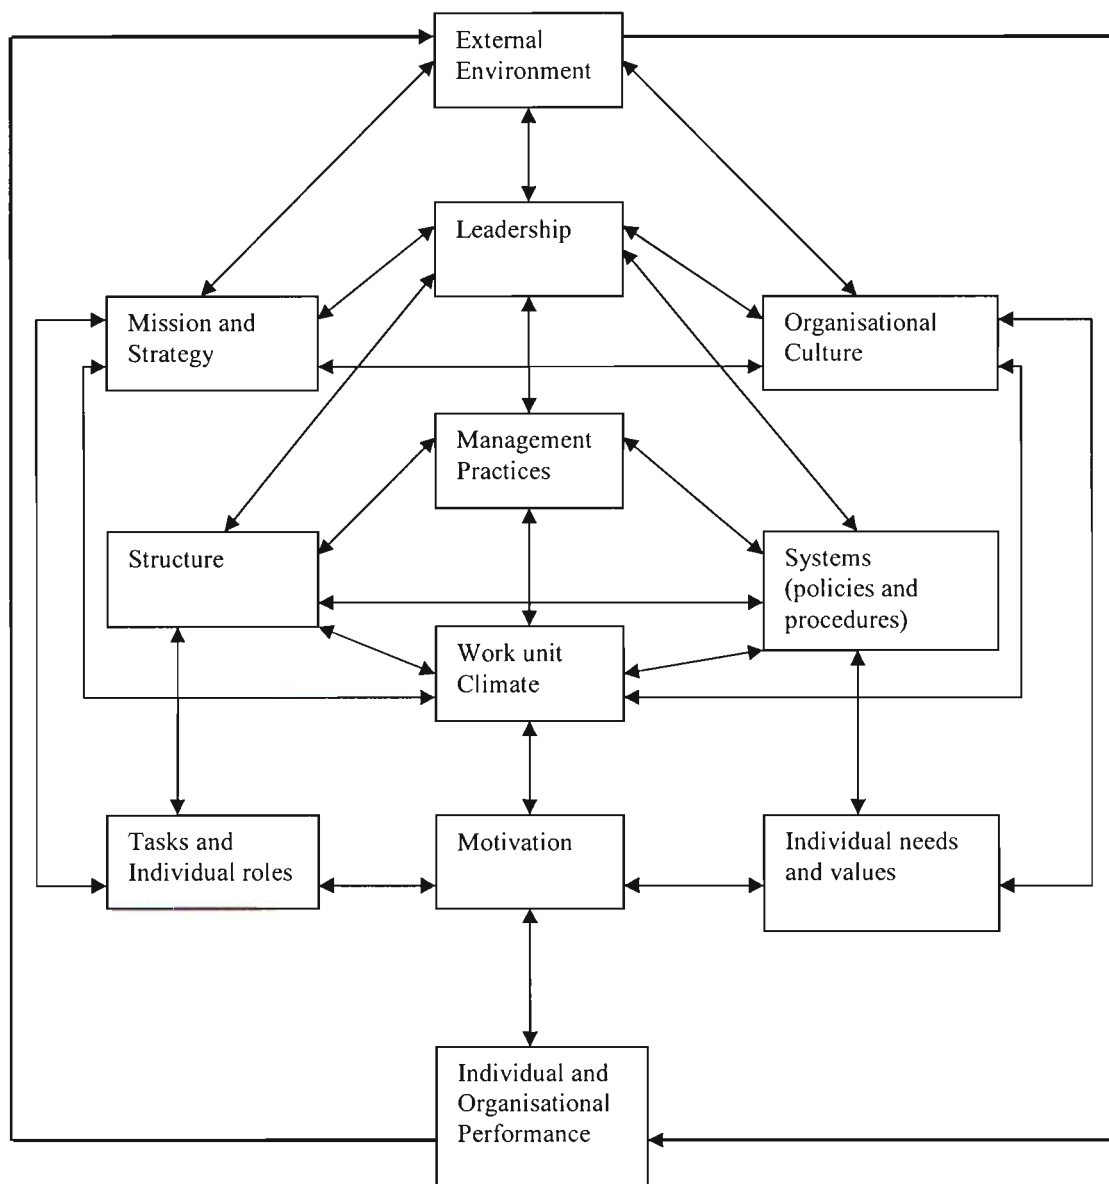 External
Environment
Leadership
Mission and
Strategy
Organisational
Culture
Management
Practices
Structure
Systems
(policies and
procedures)
Work unit
Climate
Tasks and
Individual roles
Motivation
Individual needs
and values
Individual and
Organisational
Performance